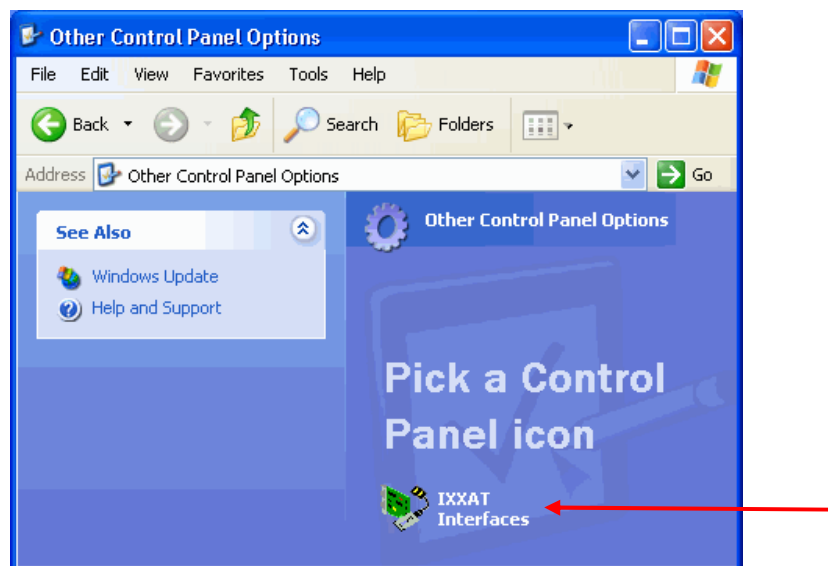 Other Control Panel Options
File Edit View Favorites Tools Help
Back Search Folders
Address Other Control Panel Options Go
See Also
Windows Update
Help and Support
Other Control Panel Options
Pick a Control
Panel icon
IXXAT
Interfaces